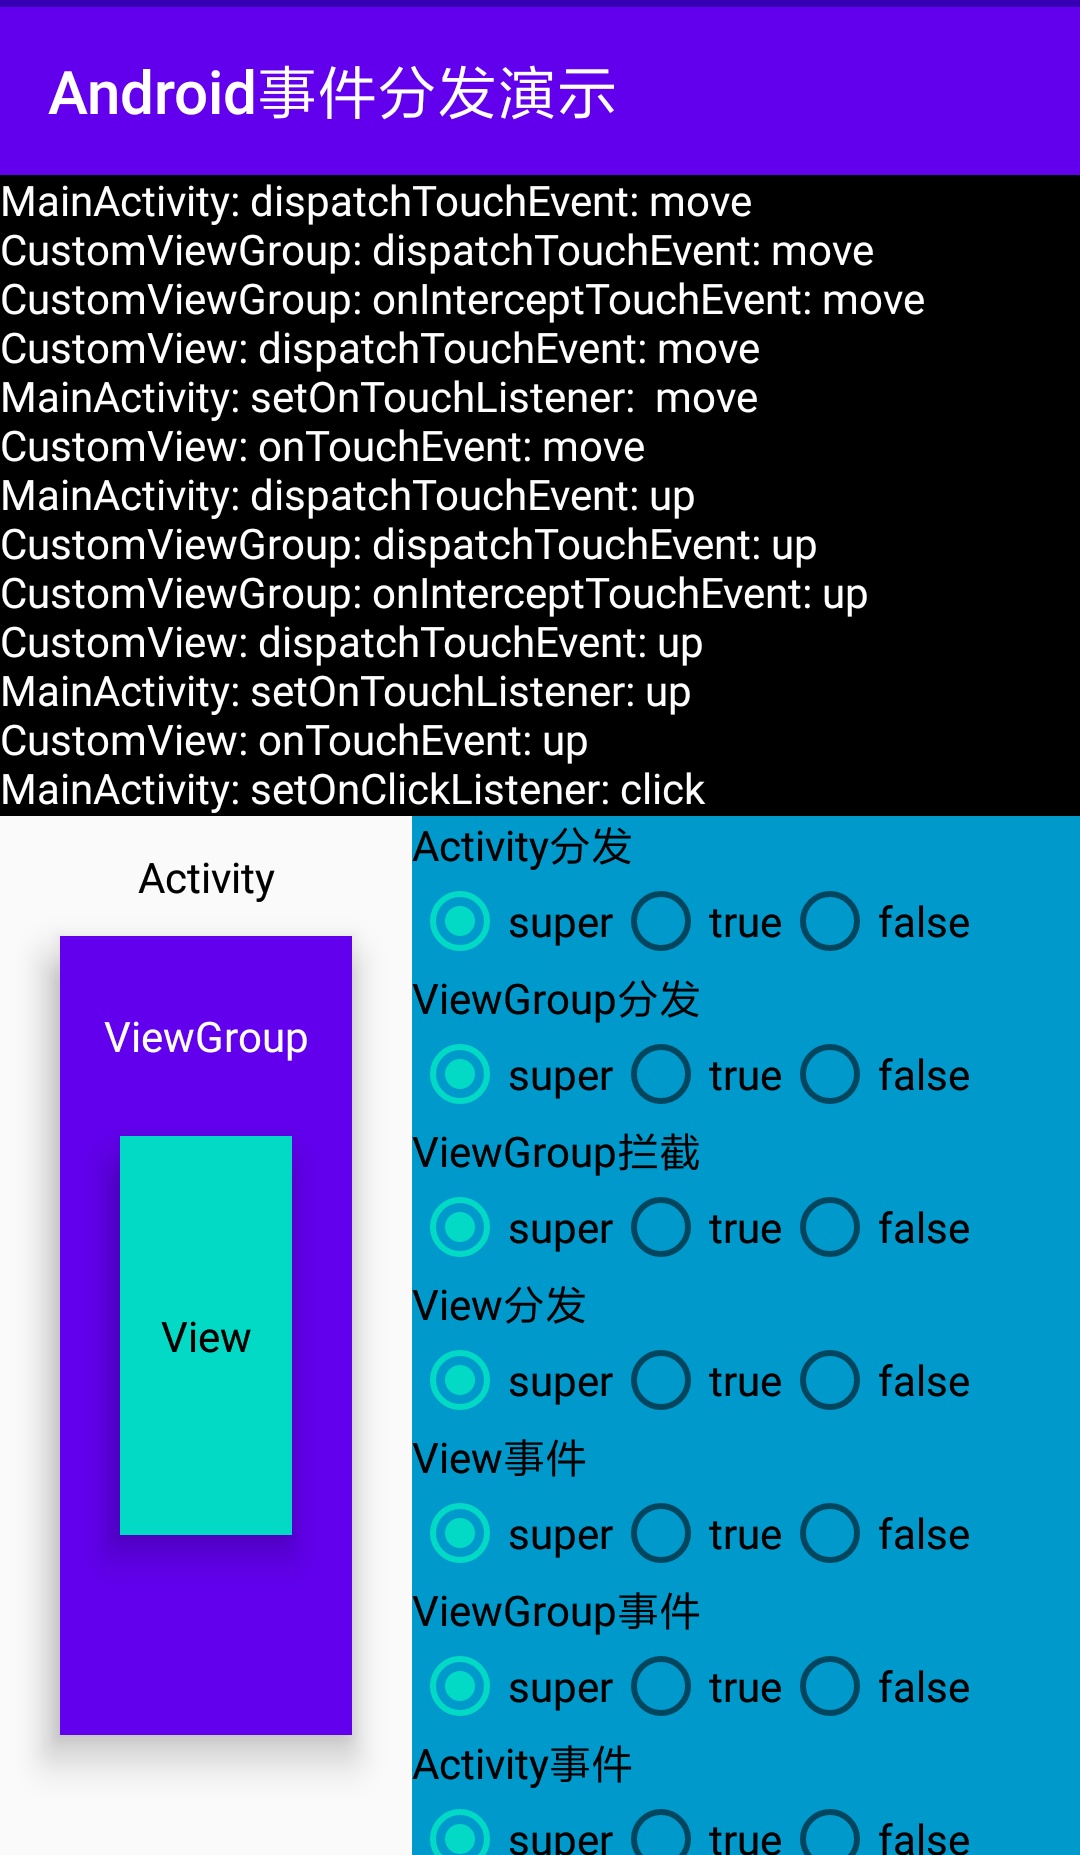 Android事件分发演示
MainActivity: dispatchTouchEvent: move
CustomViewGroup: dispatchTouchEvent: move
CustomViewGroup: onInterceptTouchEvent: move
CustomView: dispatchTouchEvent: move
MainActivity: setOnTouchListener:  move
CustomView: onTouchEvent: move
MainActivity: dispatchTouchEvent: up
CustomViewGroup: dispatchTouchEvent: up
CustomViewGroup: onInterceptTouchEvent: up
CustomView: dispatchTouchEvent: up
MainActivity: setOnTouchListener: up
CustomView: onTouchEvent: up
MainActivity: setOnClickListener: click
Activity
ViewGroup
View
Activity分发
super true false
ViewGroup分发
super true false
ViewGroup拦截
super true false
View分发
super true false
View事件
super true false
ViewGroup事件
super true false
Activity事件
super true false